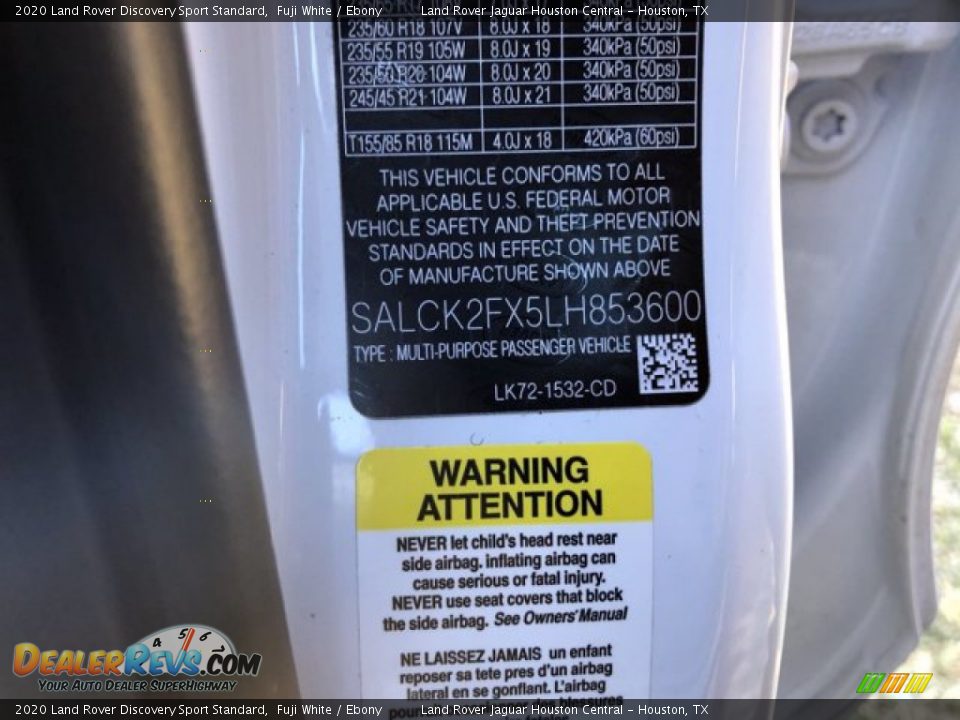 2020 Land Rover Discovery Sport Standard, Fuji White / Ebony Land Rover Jaguar Houston Central - Houston, TX
235/60 R18 107V 8.0J x 18 340kPa (50psi)
235/55 R19 105W 8.0J x 19 340kPa (50psi)
235/50 R20 104W 8.0J x 20 340kPa (50psi)
245/45 R21 104W 8.0J x 21 340kPa (50psi)
T155/85 R18 115M 4.0J x 18 420kPa (60psi)
THIS VEHICLE CONFORMS TO ALL
APPLICABLE U.S. FEDERAL MOTOR
VEHICLE SAFETY AND THEFT PREVENTION
STANDARDS IN EFFECT ON THE DATE
OF MANUFACTURE SHOWN ABOVE
SALCK2FX5LH853600
TYPE : MULTI-PURPOSE PASSENGER VEHICLE
LK72-1532-CD
WARNING
ATTENTION
NEVER let child's head rest near
side airbag. inflating airbag can
cause serious or fatal injury.
NEVER use seat covers that block
the side airbag. See Owners' Manual
NE LAISSEZ JAMAIS un enfant
reposer sa tete pres d'un airbag
lateral en se gonflant. L'airbag
4 5 6
DEALERREVS.COM
YOUR AUTO DEALER SUPERHIGHWAY
2020 Land Rover Discovery Sport Standard, Fuji White / Ebony Land Rover Jaguar Houston Central - Houston, TX